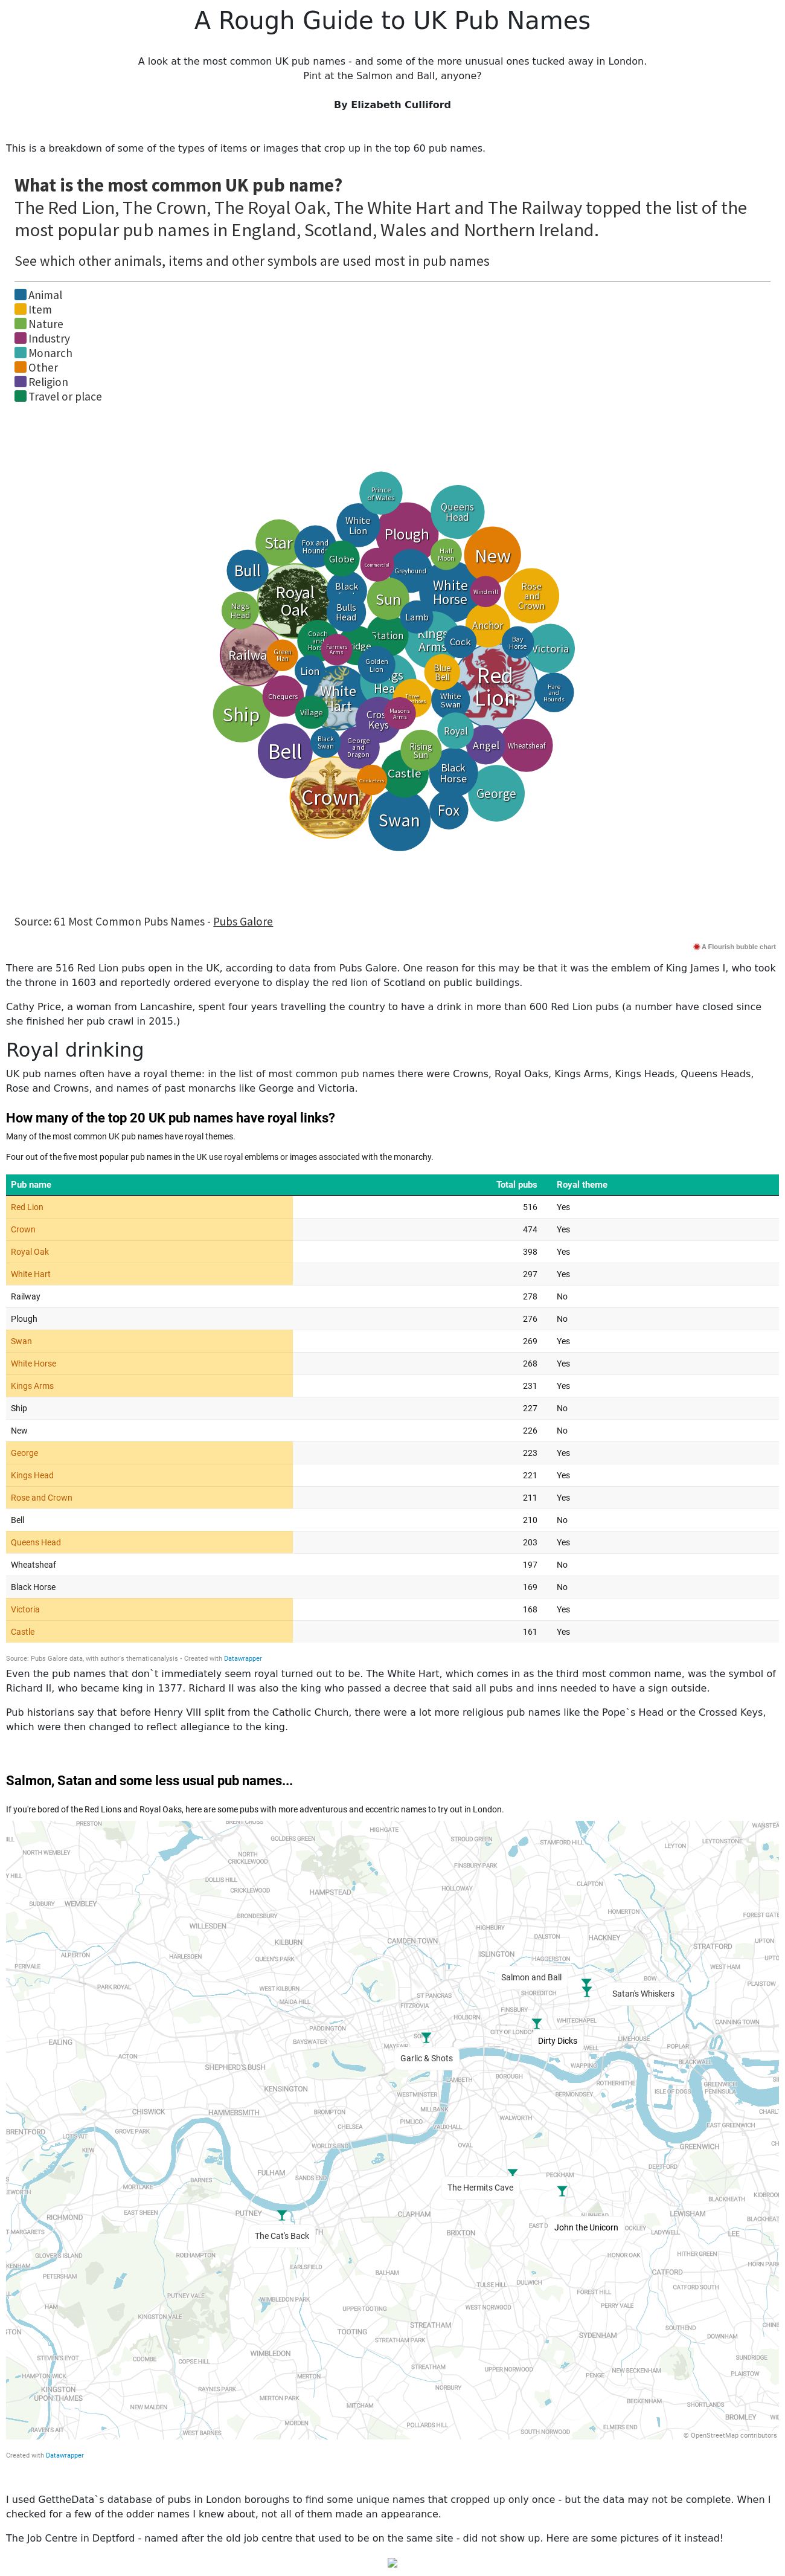 A Rough Guide to UK Pub Names
A look at the most common UK pub names - and some of the more unusual ones tucked away in London.
Pint at the Salmon and Ball, anyone?
By Elizabeth Culliford
This is a breakdown of some of the types of items or images that crop up in the top 60 pub names.
What is the most common UK pub name?
The Red Lion, The Crown, The Royal Oak, The White Hart and The Railway topped the list of the
most popular pub names in England, Scotland, Wales and Northern Ireland.
See which other animals, items and other symbols are used most in pub names
Animal
Item
Nature
Industry
Monarch
Other
Religion
Travel or place
Prince
of Wales
Queens
Head
White
Lion
Plough
Star
Fox and
Hounds
Globe
Half
Moon
New
Commercial
Greyhound
Bull
Royal
Oak
Black
White
Horse
Windmill
Rose
and
Crown
Sun
Nags
Head
Bulls
Head
Lamb
Anchor
Station
Kings
Arms
Cock
Bay
Horse
Victoria
Coach
and
Farmers
Arms
Railwa
Green
Man
Golden
Lion
Lion
Blue
Bell
Red
Lion
Hare
and
Hounds
White
Hart
Chequers
White
Swan
Village
Ship
Cross
Keys
Masons
Arms
Royal
Black
Swan
George
and
Dragon
Rising
Sun
Angel
Wheatsheaf
Bell
Castle
Black
Horse
Crown
George
Fox
Swan
Source: 61 Most Common Pubs Names - Pubs Galore
A Flourish bubble chart
There are 516 Red Lion pubs open in the UK, according to data from Pubs Galore. One reason for this may be that it was the emblem of King James I, who took
the throne in 1603 and reportedly ordered everyone to display the red lion of Scotland on public buildings.
Cathy Price, a woman from Lancashire, spent four years travelling the country to have a drink in more than 600 Red Lion pubs (a number have closed since
she finished her pub crawl in 2015.)
Royal drinking
UK pub names often have a royal theme: in the list of most common pub names there were Crowns, Royal Oaks, Kings Arms, Kings Heads, Queens Heads,
Rose and Crowns, and names of past monarchs like George and Victoria.
How many of the top 20 UK pub names have royal links?
Many of the most common UK pub names have royal themes.
Four out of the five most popular pub names in the UK use royal emblems or images associated with the monarchy.
Pub name Total pubs Royal theme
Red Lion 516 Yes
Crown 474 Yes
Royal Oak 398 Yes
White Hart 297 Yes
Railway 278 No
Plough 276 No
Swan 269 Yes
White Horse 268 Yes
Kings Arms 231 Yes
Ship 227 No
New 226 No
George 223 Yes
Kings Head 221 Yes
Rose and Crown 211 Yes
Bell 210 No
Queens Head 203 Yes
Wheatsheaf 197 No
Black Horse 169 No
Victoria 168 Yes
Castle 161 Yes
Source: Pubs Galore data, with author's thematicanalysis • Created with Datawrapper
Even the pub names that don`t immediately seem royal turned out to be. The White Hart, which comes in as the third most common name, was the symbol of
Richard II, who became king in 1377. Richard II was also the king who passed a decree that said all pubs and inns needed to have a sign outside.
Pub historians say that before Henry VIII split from the Catholic Church, there were a lot more religious pub names like the Pope`s Head or the Crossed Keys,
which were then changed to reflect allegiance to the king.
Salmon, Satan and some less usual pub names...
If you're bored of the Red Lions and Royal Oaks, here are some pubs with more adventurous and eccentric names to try out in London.
PRESTON
HIGHGATE
GOLDERS GREEN
STROUD GREEN
STAMFORD HILL
LEYTON
LEYTONSTONE
NORTH WEMBLEY
NORTH
CRICKLEWOOD
FINSBURY PARK
DOLLIS HILL
CRICKLEWOOD
HAMPSTEAD
HOLLOWAY
CLAPTON
SUDBURY
WEMBLEY
BRONDESBURY
HOMERTON
FOREST GATE
WILLESDEN
HIGHBURY
KILBURN
CAMDEN TOWN
DALSTON
HACKNEY
UPTON
ALPERTON
HARLESDEN
QUEEN'S PARK
ISLINGTON
HAGGERSTON
STRATFORD
PERIVALE
WEST HAM
PARK ROYAL
WEST KILBURN
Salmon and Ball
BOW
PLAISTOW
MAIDA HILL
ST PANCRAS
SHOREDITCH
Satan's Whiskers
FITZROVIA
FINSBURY
HOLBORN
WHITECHAPEL
CANNING TOWN
PADDINGTON
CITY OF LONDON
EALING
BAYSWATER
Dirty Dicks
LIMEHOUSE
POPLAR
ACTON
Garlic & Shots
SHEPHERD'S BUSH
WAPPING
BLACKWALL
BOROUGH
ROTHERHITHE
KENSINGTON
WESTMINSTER
BERMONDSEY
ISLE OF DOGS
GREENWICH
PENINSULA
CHISWICK
HAMMERSMITH
BROMPTON
MILLBANK
CHELSEA
PIMLICO
VAUXHALL
WALWORTH
EAST GREENWICH
BRENTFORD
GROVE PARK
KEW
WORLD'S END
OVAL
GREENWICH
BARNES
FULHAM
SANDS END
PECKHAM
DEPTFORD
MORTLAKE
The Hermits Cave
BLACKHEATH
RICHMOND
EAST SHEEN
PUTNEY
CLAPHAM
LEWISHAM
BRIXTON
John the Unicorn
LADYWELL
LEE
The Cat's Back
ROEHAMPTON
HONOR OAK
HITHER GREEN
PETERSHAM
EARLSFIELD
BALHAM
CATFORD
TULSE HILL
DULWICH
CATFORD SOUTH
PUTNEY VALE
WIMBLEDON PARK
FOREST HILL
HAM
UPPER TOOTING
WEST NORWOOD
PERRY VALE
KINGSTON VALE
TOOTING
STREATHAM
SOUTHEND
STREATHAM PARK
SYDENHAM
DOWNHAM
WIMBLEDON
COOMBE
COPSE HILL
STREATHAM
UPPER NORWOOD
SUNDRIDGE
HAMPTON WICK
MERTON
PENGE
NEW BECKENHAM
PLAISTOW
KINGSTON
UPON THAMES
RAYNES PARK
NORBURY
MERTON PARK
BECKENHAM
SHORTLANDS
NEW MALDEN
MITCHAM
BROMLEY
MORDEN
POLLARDS HILL
ELMERS END
WEST BARNES
SOUTH NORWOOD
© OpenStreetMap contributors
Created with Datawrapper
I used GettheData`s database of pubs in London boroughs to find some unique names that cropped up only once - but the data may not be complete. When I
checked for a few of the odder names I knew about, not all of them made an appearance.
The Job Centre in Deptford - named after the old job centre that used to be on the same site - did not show up. Here are some pictures of it instead!